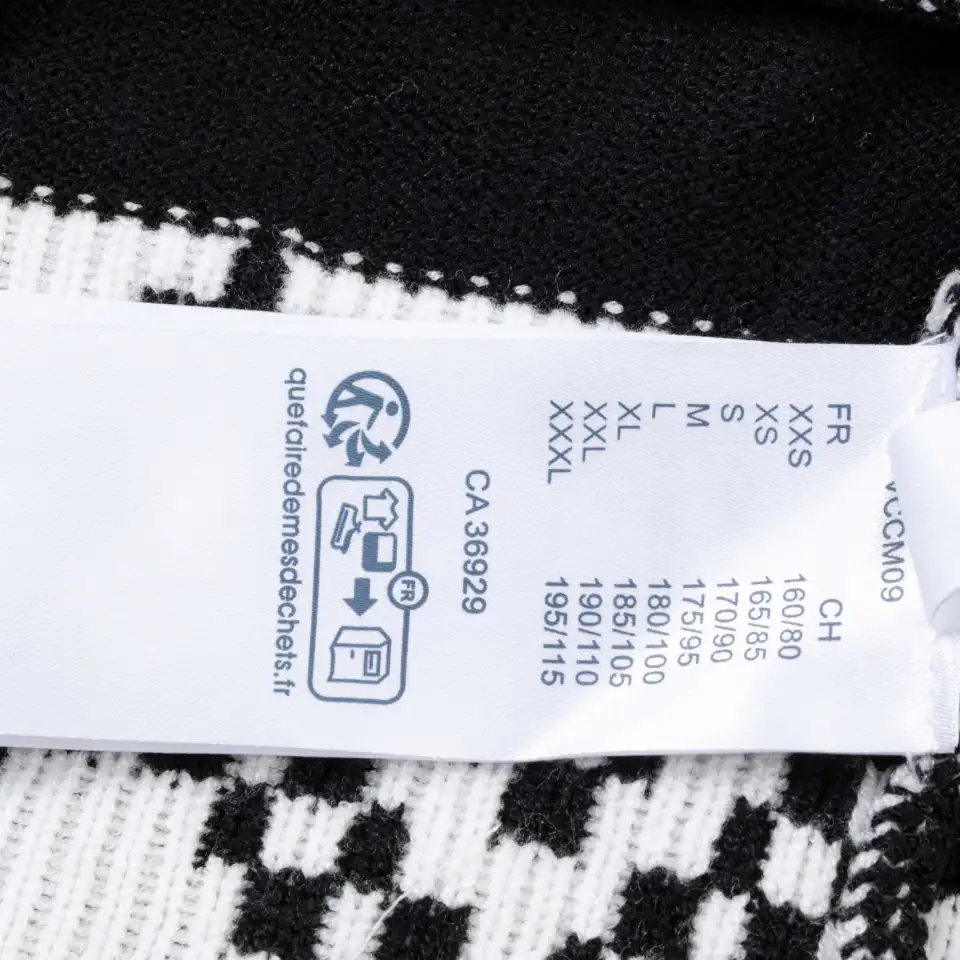 FR CH
XXS 160/80
XS 165/85
S 170/90
M 175/95
L 180/100
XL 185/105
XXL 190/110
XXXL 195/115
CA 36929
FR
quefairedemesdechets.fr